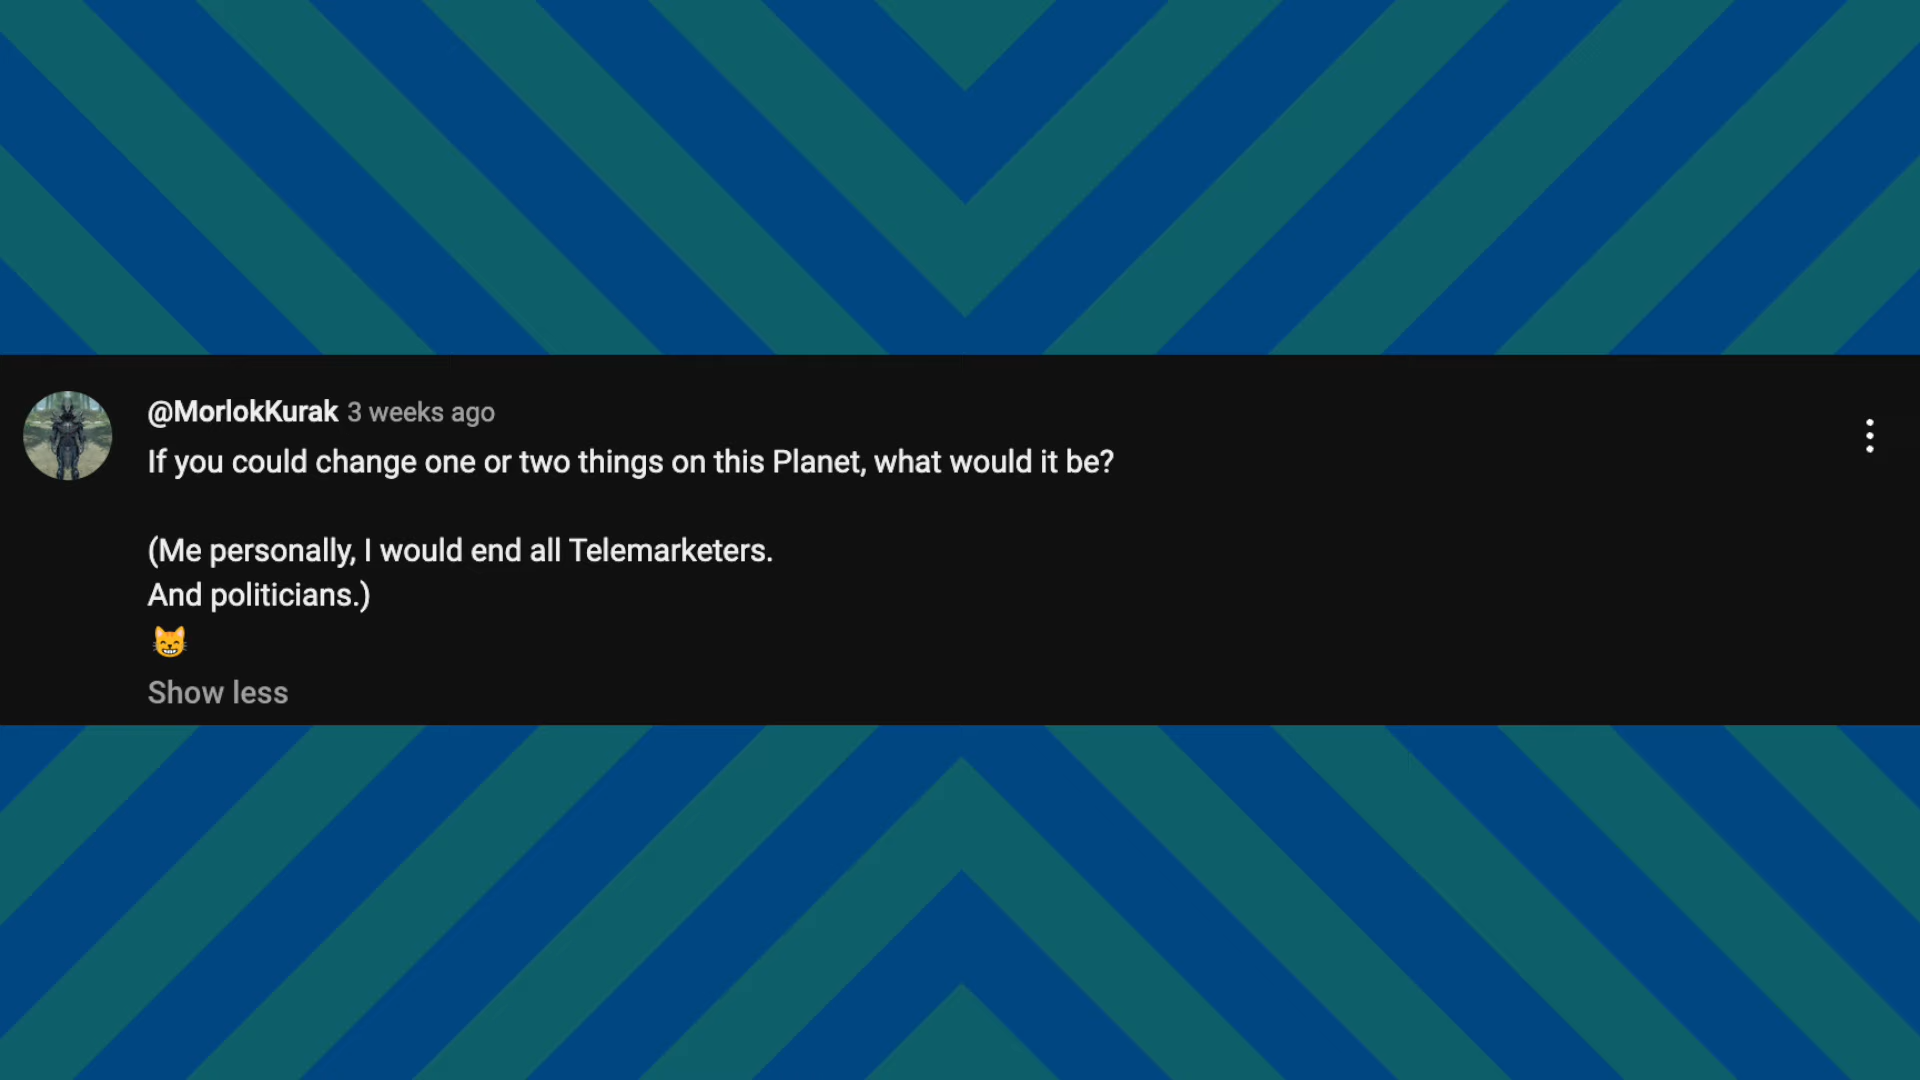 @MorlokKurak 3 weeks ago
If you could change one or two things on this Planet, what would it be?
(Me personally, I would end all Telemarketers.
And politicians.)
😸
Show less